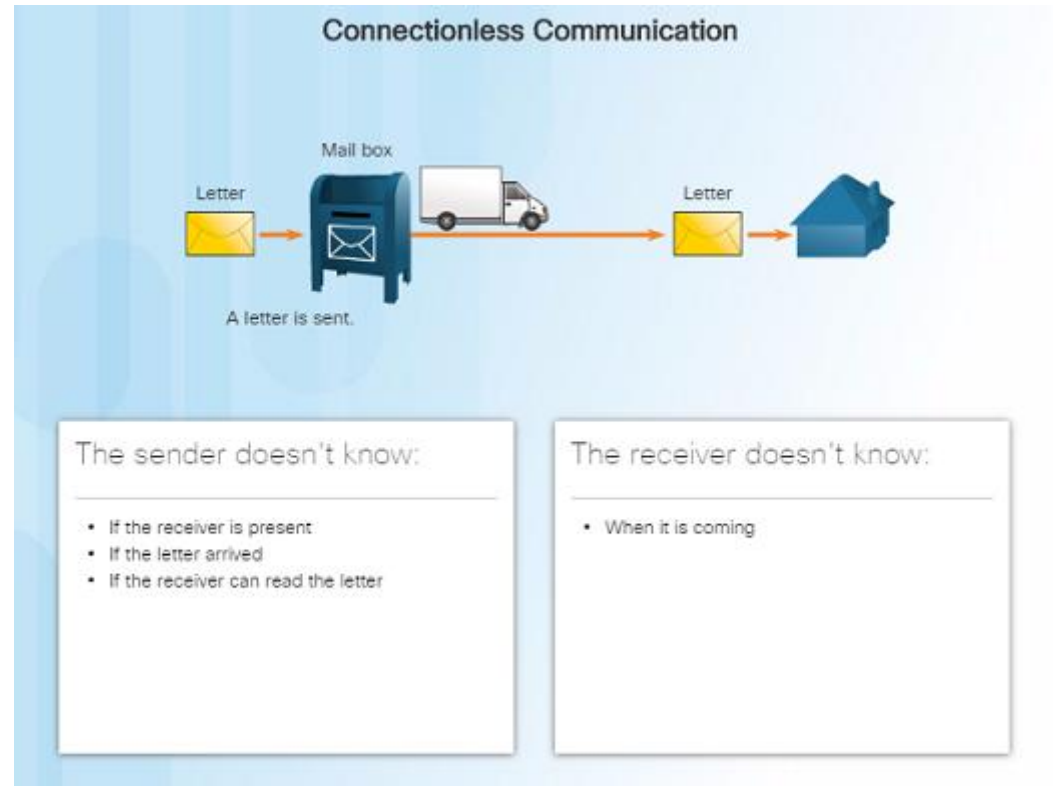 Connectionless Communication
Mail box
Letter
Letter
A letter is sent.
The sender doesn't know:
• If the receiver is present
• If the letter arrived
• If the receiver can read the letter
The receiver doesn't know:
• When it is coming